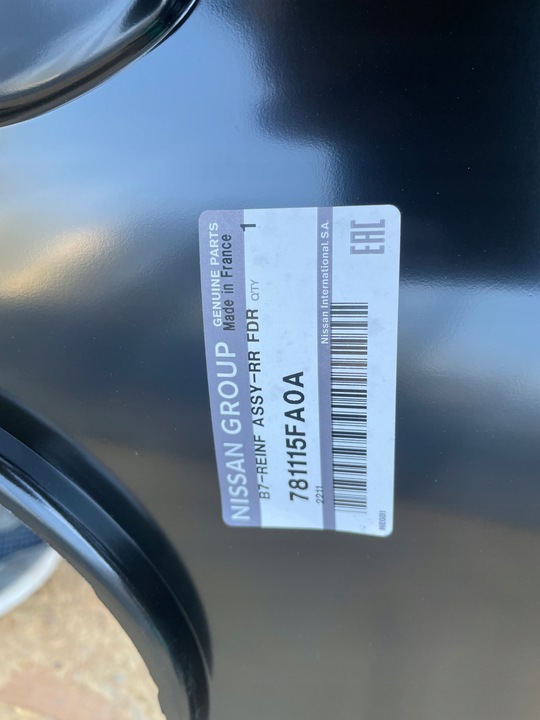 NISSAN GROUP GENUINE PARTS
Made in France
B7-REINF ASSY-RR FDR QTY 1
781115FA0A
2211
Nissan International, S.A.
EAC